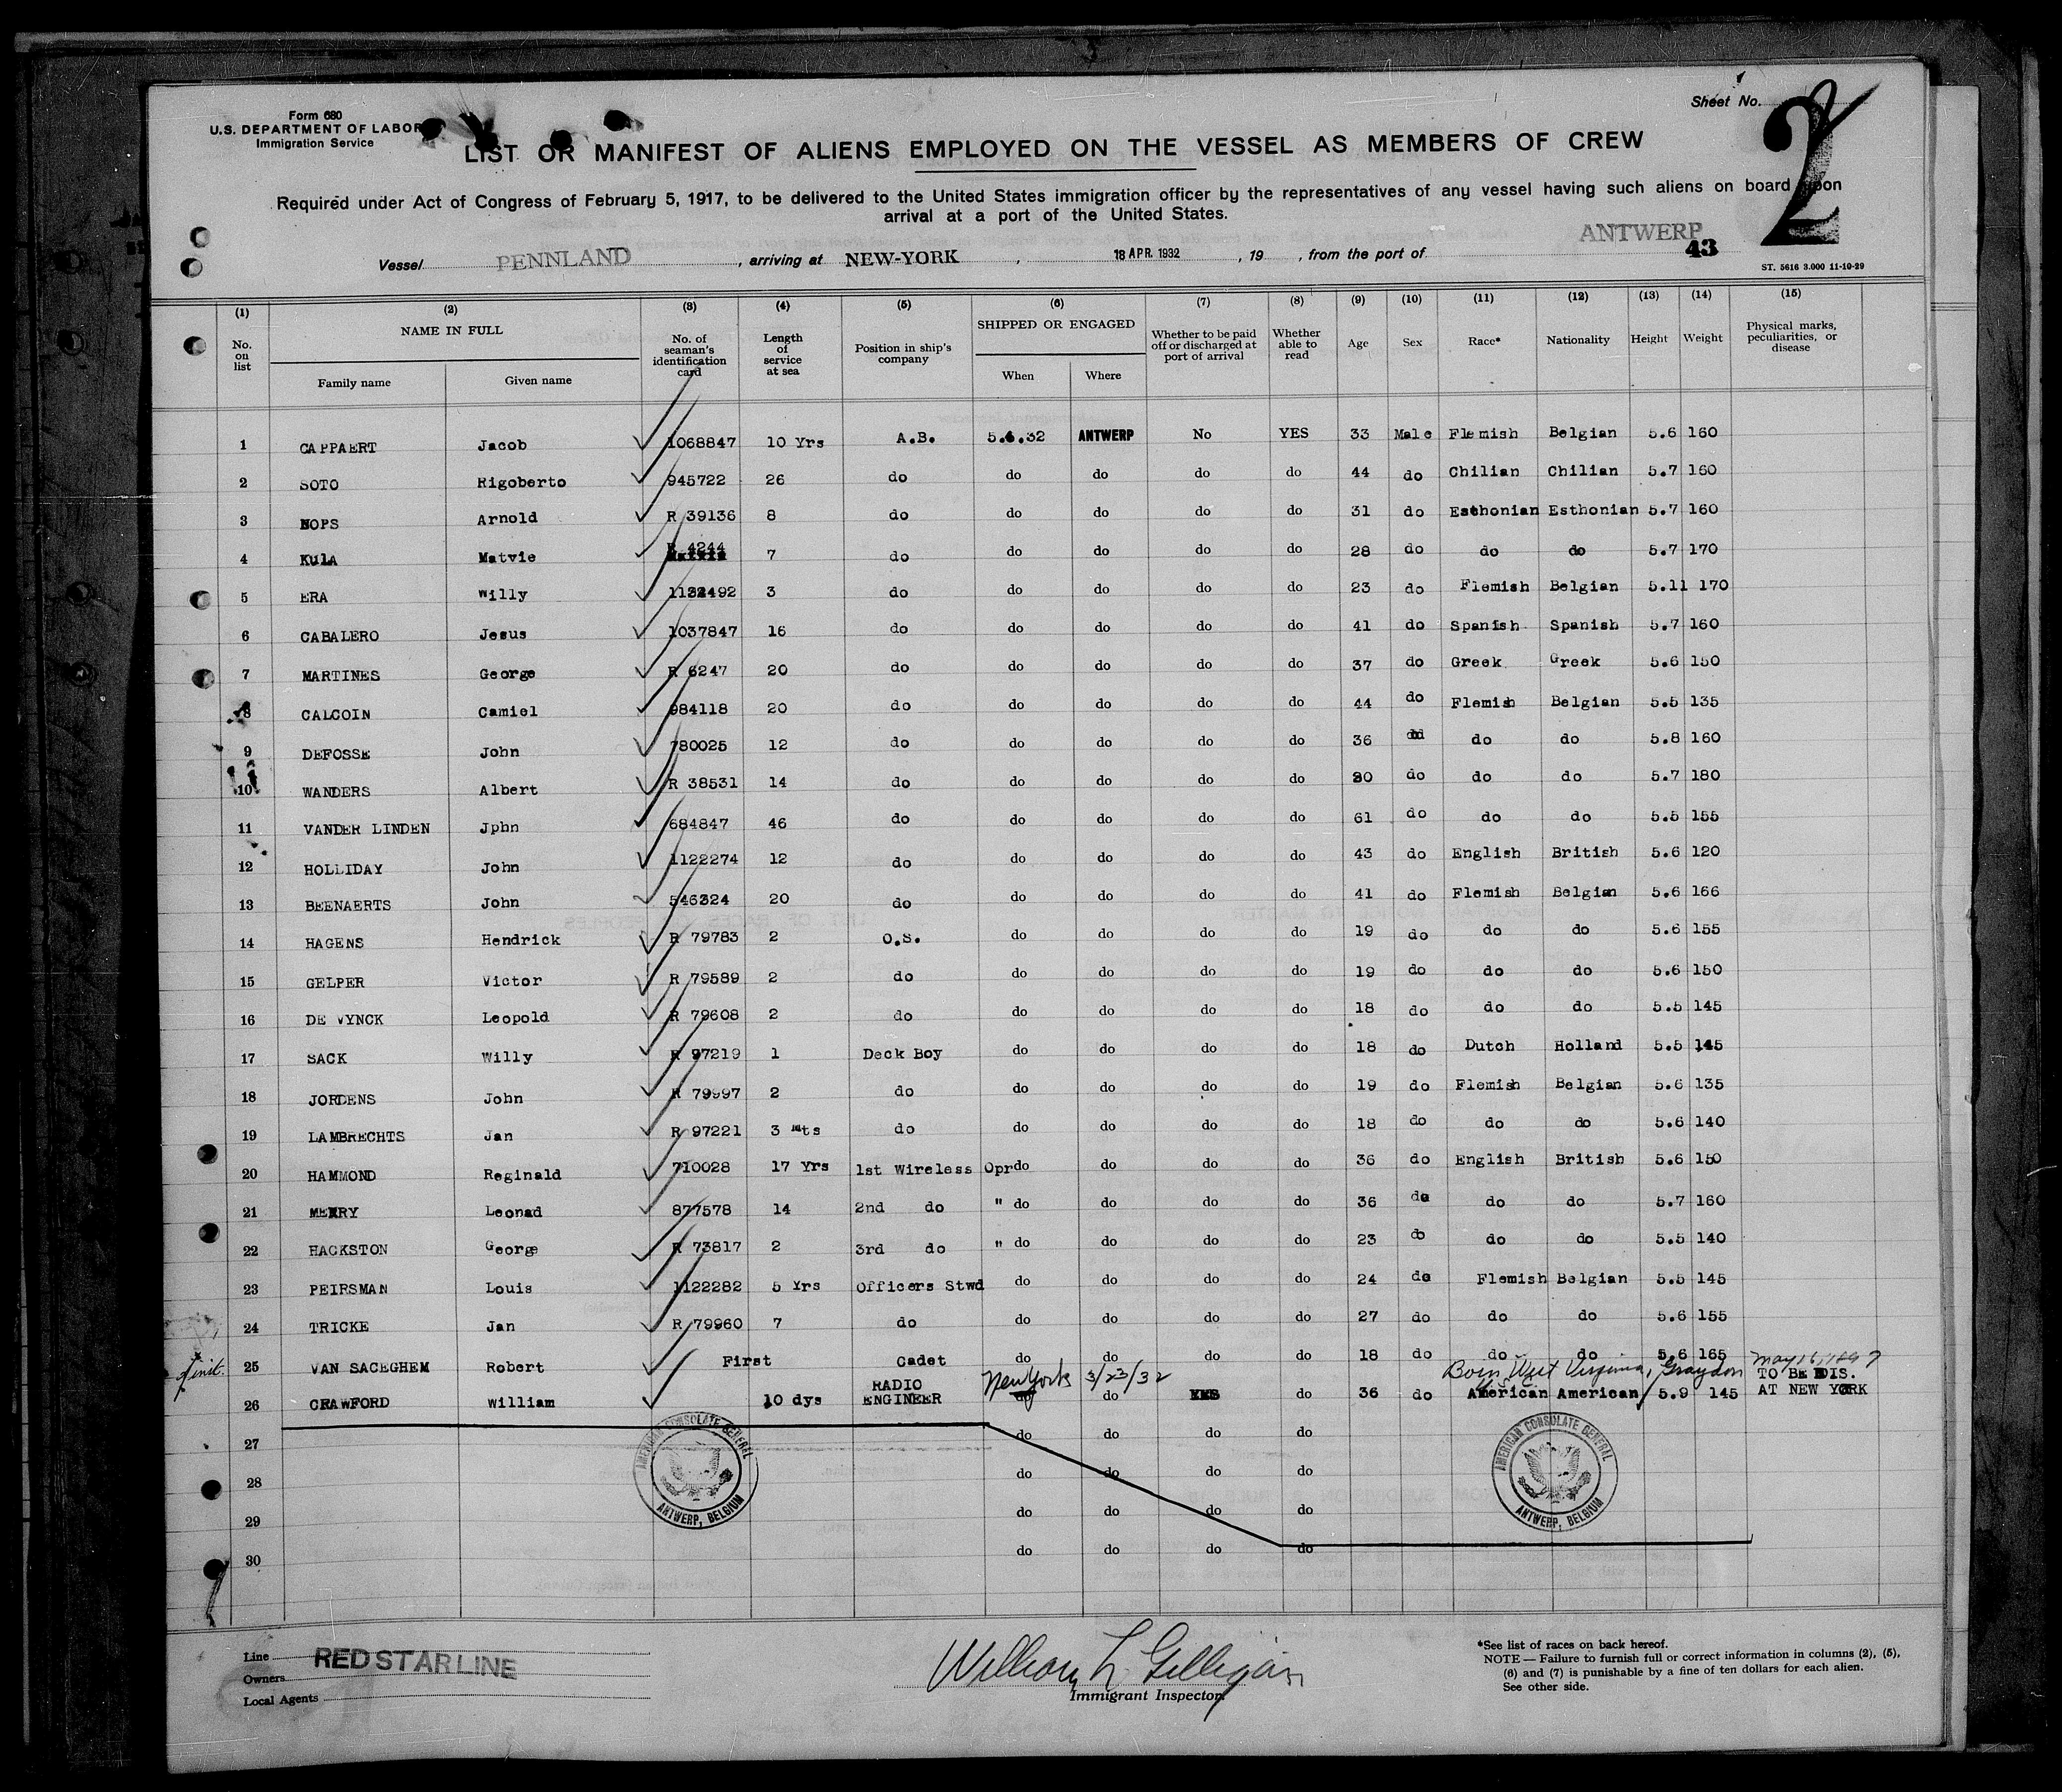 Form 680
U.S. DEPARTMENT OF LABOR
Immigration Service
Sheet No. 2
LIST OR MANIFEST OF ALIENS EMPLOYED ON THE VESSEL AS MEMBERS OF CREW
Required under Act of Congress of February 5, 1917, to be delivered to the United States immigration officer by the representatives of any vessel having such aliens on board upon
arrival at a port of the United States.
Vessel PENNLAND , arriving at NEW-YORK , 18 APR. 1932 , 19 , from the port of ANTWERP
43
ST. 5616 3.000 11-10-29
(1) (2) (3) (4) (5) (6) (7) (8) (9) (10) (11) (12) (13) (14) (15)
No. on list NAME IN FULL Family name Given name No. of seaman's identification card Length of service at sea Position in ship's company SHIPPED OR ENGAGED When Where Whether to be paid off or discharged at port of arrival Whether able to read Age Sex Race* Nationality Height Weight Physical marks, peculiarities, or disease
1 CAPPAERT Jacob 1068847 10 Yrs A.B. 5.4.32 ANTWERP No YES 33 Male Flemish Belgian 5.6 160
2 SOTO Rigoberto 945722 26 do do do do do 44 do Chilian Chilian 5.7 160
3 NOPS Arnold R 39136 8 do do do do do 31 do Esthonian Esthonian 5.7 160
4 KULA Matvie R 4244 7 do do do do do 28 do do do 5.7 170
5 ERA Willy 1122492 3 do do do do do 23 do Flemish Belgian 5.11 170
6 CABALERO Jesus 1037847 16 do do do do do 41 do Spanish Spanish 5.7 160
7 MARTINES George R 6247 20 do do do do do 37 do Greek Greek 5.6 150
8 CALCOIN Camiel 984118 20 do do do do do 44 do Flemish Belgian 5.5 135
9 DEFOSSE John 780025 12 do do do do do 36 do do do 5.8 160
10 WANDERS Albert R 38531 14 do do do do do 30 do do do 5.7 180
11 VANDER LINDEN Jphn 684847 46 do do do do do 61 do do do 5.5 155
12 HOLLIDAY John 1122274 12 do do do do do 43 do English British 5.6 120
13 BEENAERTS John 546324 20 do do do do do 41 do Flemish Belgian 5.6 166
14 HAGENS Hendrick R 79783 2 O.S. do do do do 19 do do do 5.6 155
15 GELPER Victor R 79589 2 do do do do do 19 do do do 5.6 150
16 DE VYNCK Leopold R 79608 2 do do do do do 18 do do do 5.5 145
17 SACK Willy R 97219 1 Deck Boy do do do do 18 do Dutch Holland 5.5 145
18 JORDENS John R 79997 2 do do do do do 19 do Flemish Belgian 5.6 135
19 LAMBRECHTS Jan R 97221 3 Mts do do do do do 18 do do do 5.6 140
20 HAMMOND Reginald 710028 17 Yrs 1st Wireless Opr do do do do 36 do English British 5.6 150
21 MERRY Leonad 877578 14 2nd do " do do do do 36 do do do 5.7 160
22 HACKSTON George R 73817 2 3rd do " do do do do 23 do do do 5.5 140
23 PEIRSMAN Louis 1122282 5 Yrs Officers Stwd do do do do 24 do Flemish Belgian 5.5 145
24 TRICKE Jan R 79960 7 do do do do do 27 do do do 5.6 155
25 VAN SACEGHEM Robert First Cadet do do do do 18 do do do 5.6 165
Born West Virginia, Graydon May 16, 1897
26 CRAWFORD William 10 dys RADIO ENGINEER New York 3/23/32 do do YES do 36 do American American 5.9 145 TO BE DIS. AT NEW YORK
27 do do do do
28 do do do do
29 do do do do
30 do do do do
AMERICAN CONSULATE GENERAL ANTWERP, BELGIUM
AMERICAN CONSULATE GENERAL ANTWERP, BELGIUM
Line RED STAR LINE
Owners
Local Agents
William L. Gilligan
Immigrant Inspector.
*See list of races on back hereof.
NOTE — Failure to furnish full or correct information in columns (2), (5),
(6) and (7) is punishable by a fine of ten dollars for each alien.
See other side.